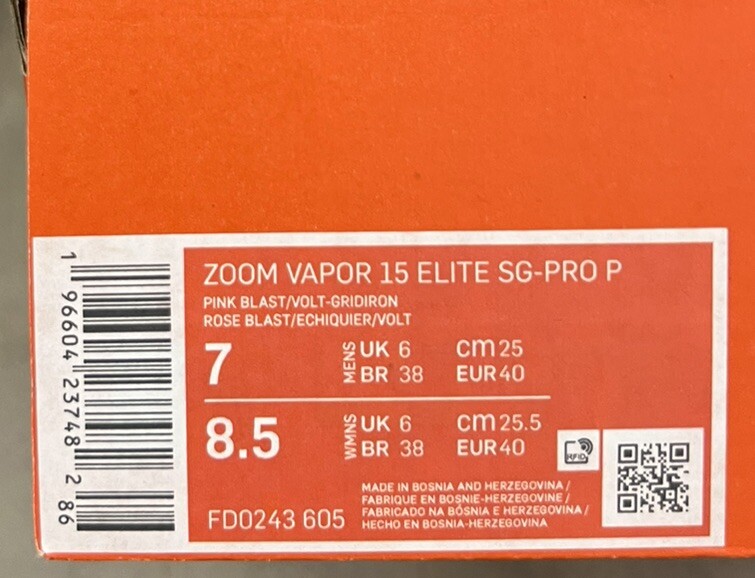 ZOOM VAPOR 15 ELITE SG-PRO P
PINK BLAST/VOLT-GRIDIRON
ROSE BLAST/ECHIQUIER/VOLT
7
MENS
UK 6
BR 38
cm 25
EUR 40
8.5
WMNS
UK 6
BR 38
cm 25.5
EUR 40
RFID
FD0243 605
MADE IN BOSNIA AND HERZEGOVINA /
FABRIQUE EN BOSNIE-HERZEGOVINE /
FABRICADO NA BÓSNIA E HERZEGOVINA /
HECHO EN BOSNIA-HERZEGOVINA
1 96604 23748 2 86